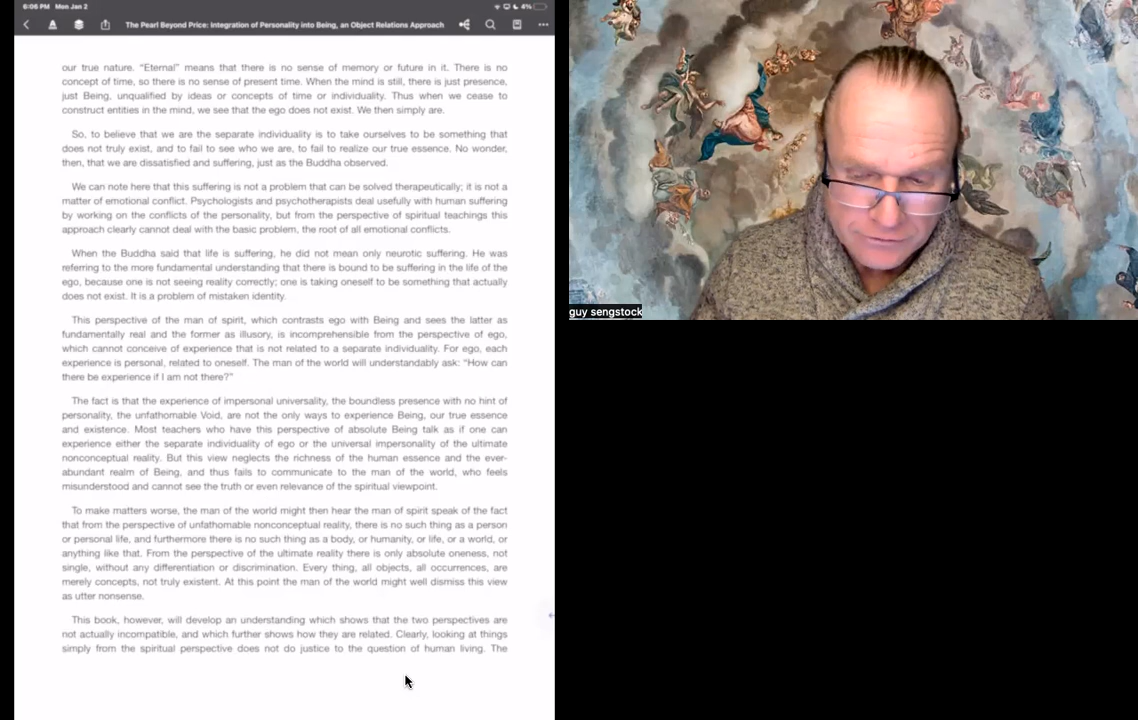 6:06 PM Mon Jan 2
4%
The Pearl Beyond Price: Integration of Personality into Being, an Object Relations Approach
our true nature. “Eternal” means that there is no sense of memory or future in it. There is no
concept of time, so there is no sense of present time. When the mind is still, there is just presence,
just Being, unqualified by ideas or concepts of time or individuality. Thus when we cease to
construct entities in the mind, we see that the ego does not exist. We then simply are.
So, to believe that we are the separate individuality is to take ourselves to be something that
does not truly exist, and to fail to see who we are, to fail to realize our true essence. No wonder,
then, that we are dissatisfied and suffering, just as the Buddha observed.
We can note here that this suffering is not a problem that can be solved therapeutically; it is not a
matter of emotional conflict. Psychologists and psychotherapists deal usefully with human suffering
by working on the conflicts of the personality, but from the perspective of spiritual teachings this
approach clearly cannot deal with the basic problem, the root of all emotional conflicts.
When the Buddha said that life is suffering, he did not mean only neurotic suffering. He was
referring to the more fundamental understanding that there is bound to be suffering in the life of the
ego, because one is not seeing reality correctly; one is taking oneself to be something that actually
does not exist. It is a problem of mistaken identity.
This perspective of the man of spirit, which contrasts ego with Being and sees the latter as
fundamentally real and the former as illusory, is incomprehensible from the perspective of ego,
which cannot conceive of experience that is not related to a separate individuality. For ego, each
experience is personal, related to oneself. The man of the world will understandably ask: “How can
there be experience if I am not there?”
The fact is that the experience of impersonal universality, the boundless presence with no hint of
personality, the unfathomable Void, are not the only ways to experience Being, our true essence
and existence. Most teachers who have this perspective of absolute Being talk as if one can
experience either the separate individuality of ego or the universal impersonality of the ultimate
nonconceptual reality. But this view neglects the richness of the human essence and the ever-
abundant realm of Being, and thus fails to communicate to the man of the world, who feels
misunderstood and cannot see the truth or even relevance of the spiritual viewpoint.
To make matters worse, the man of the world might then hear the man of spirit speak of the fact
that from the perspective of unfathomable nonconceptual reality, there is no such thing as a person
or personal life, and furthermore there is no such thing as a body, or humanity, or life, or a world, or
anything like that. From the perspective of the ultimate reality there is only absolute oneness, not
single, without any differentiation or discrimination. Every thing, all objects, all occurrences, are
merely concepts, not truly existent. At this point the man of the world might well dismiss this view
as utter nonsense.
This book, however, will develop an understanding which shows that the two perspectives are
not actually incompatible, and which further shows how they are related. Clearly, looking at things
simply from the spiritual perspective does not do justice to the question of human living. The
guy sengstock